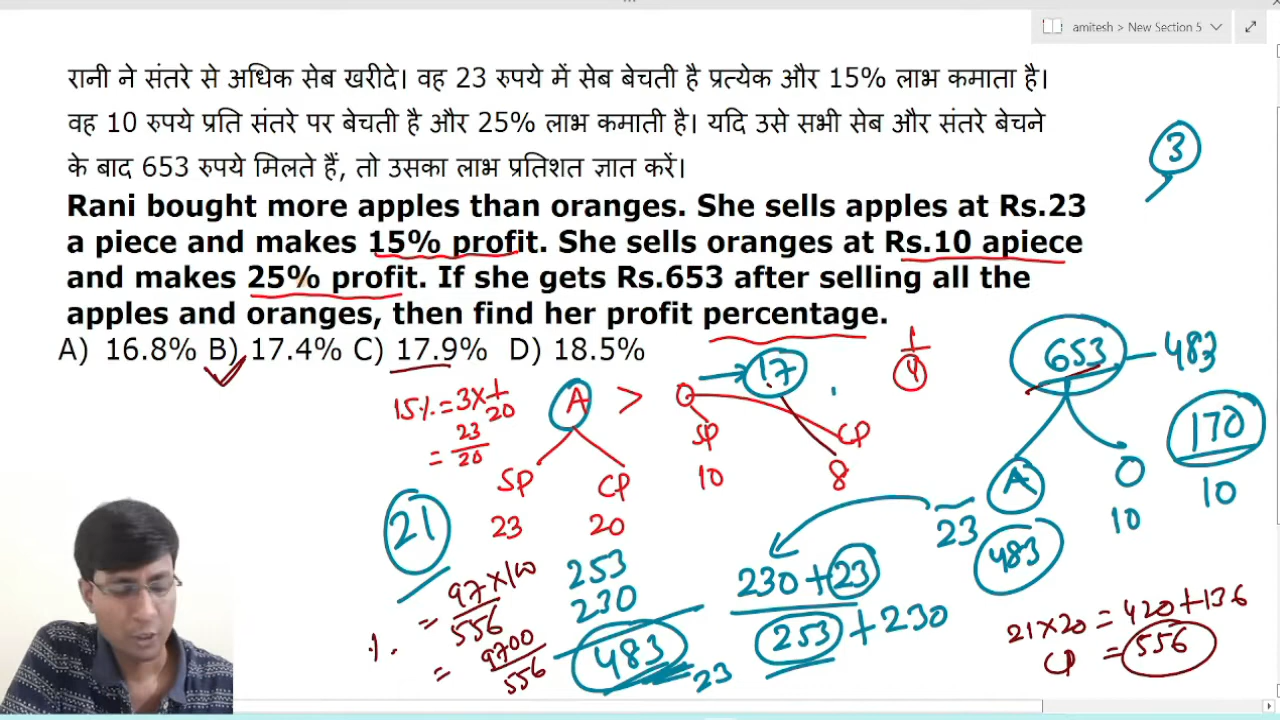 amitesh > New Section 5
रानी ने संतरे से अधिक सेब खरीदे। वह 23 रुपये में सेब बेचती है प्रत्येक और 15% लाभ कमाता है।
वह 10 रुपये प्रति संतरे पर बेचती है और 25% लाभ कमाती है। यदि उसे सभी सेब और संतरे बेचने
के बाद 653 रुपये मिलते हैं, तो उसका लाभ प्रतिशत ज्ञात करें।
3
Rani bought more apples than oranges. She sells apples at Rs.23
a piece and makes 15% profit. She sells oranges at Rs.10 apiece
and makes 25% profit. If she gets Rs.653 after selling all the
apples and oranges, then find her profit percentage.
A) 16.8% B) 17.4% C) 17.9% D) 18.5%
1/4
653 483
15% = 3 x 1/20
= 23/20
A > O 17
SP CP SP CP
23 20 10 8
A O 170
23 10 10
483
21
253
230
483
23
230 + 23
253 + 230
= 97 x 100 / 556
%. = 9700 / 556
21 x 20 = 420 + 136
CP = 556